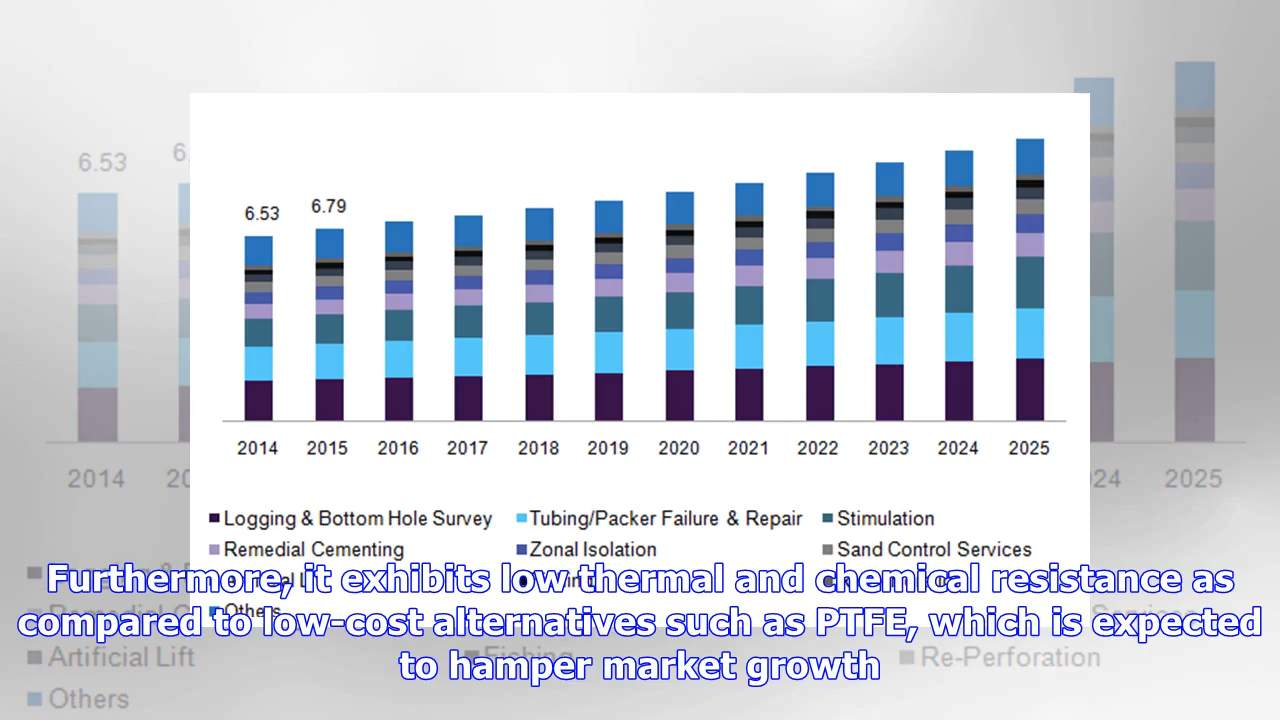 6.53
6.79
2014 2015 2016 2017 2018 2019 2020 2021 2022 2023 2024 2025
Logging & Bottom Hole Survey Tubing/Packer Failure & Repair Stimulation
Remedial Cementing Zonal Isolation Sand Control Services
Others
Furthermore, it exhibits low thermal and chemical resistance as
compared to low-cost alternatives such as PTFE, which is expected
to hamper market growth
6.53
2014
2025
Artificial Lift Fishing Re-Perforation
Others